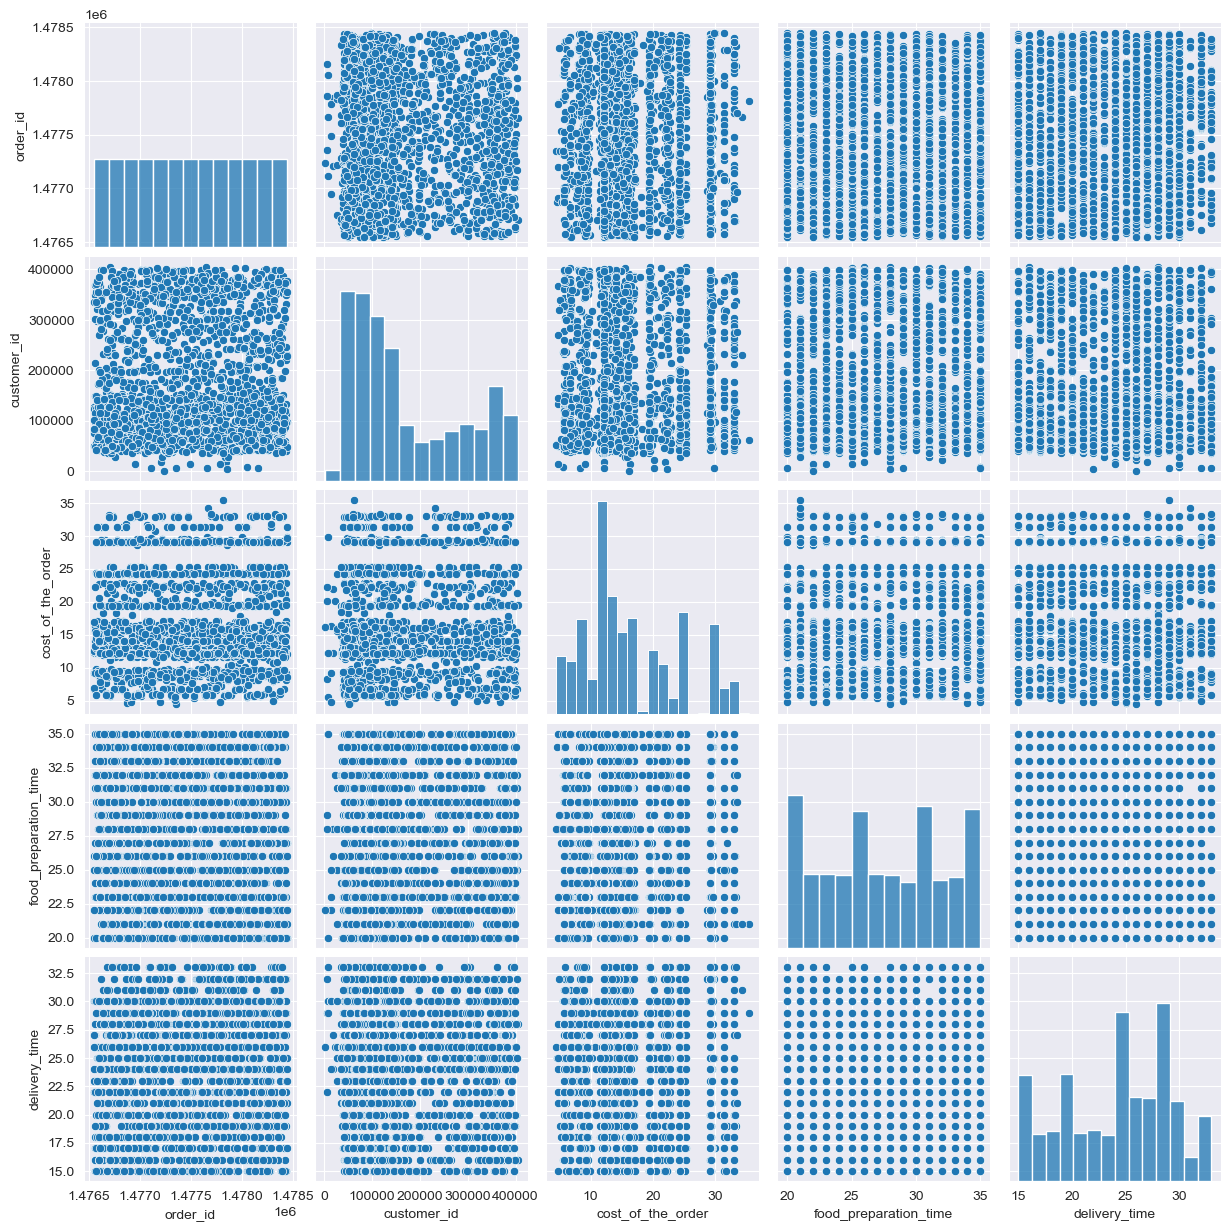 1e6
1.4785
1.4780
1.4775
1.4770
1.4765
order_id
400000
300000
200000
100000
0
customer_id
35
30
25
20
15
10
5
cost_of_the_order
35.0
32.5
30.0
27.5
25.0
22.5
20.0
food_preparation_time
32.5
30.0
27.5
25.0
22.5
20.0
17.5
15.0
delivery_time
1.4765 1.4770 1.4775 1.4780 1.4785
1e6
order_id
0 100000 200000 300000 400000
customer_id
10 20 30
cost_of_the_order
20 25 30 35
food_preparation_time
15 20 25 30
delivery_time